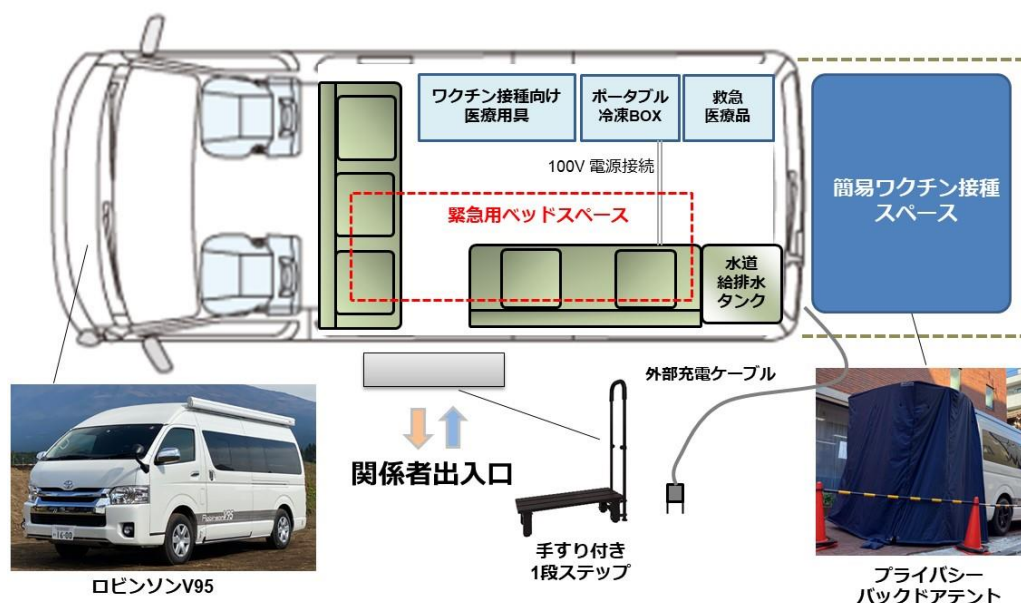 ワクチン接種向け
医療用具
ポータブル
冷凍BOX
救急
医療品
100V 電源接続
簡易ワクチン接種
スペース
緊急用ベッドスペース
水道
給排水
タンク
外部充電ケーブル
関係者出入口
手すり付き
1段ステップ
RobinsonV95
16-00
ロビンソンV95
プライバシー
バックドアテント